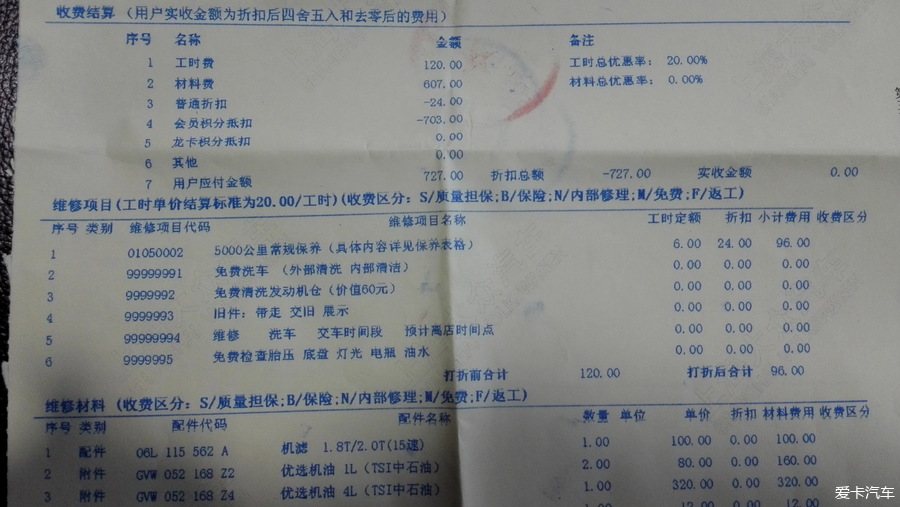 收费结算 (用户实收金额为折扣后四舍五入和去零后的费用)
序号 名称 金额 备注
1 工时费 120.00 工时总优惠率: 20.00%
2 材料费 607.00 材料总优惠率: 0.00%
3 普通折扣 -24.00
4 会员积分抵扣 -703.00
5 龙卡积分抵扣 0.00
6 其他 0.00
7 用户应付金额 727.00 折扣总额 -727.00 实收金额 0.00
维修项目(工时单价结算标准为20.00/工时)(收费区分: S/质量担保;B/保险;N/内部修理;M/免费;F/返工)
序号 类别 维修项目代码 维修项目名称 工时定额 折扣 小计费用 收费区分
1 01050002 5000公里常规保养 (具体内容详见保养表格) 6.00 24.00 96.00
2 99999991 免费洗车 (外部清洗 内部清洁) 0.00 0.00 0.00
3 9999992 免费清洗发动机仓(价值60元) 0.00 0.00 0.00
4 9999993 旧件: 带走 交旧 展示 0.00 0.00 0.00
5 99999994 维修 洗车 交车时间段 预计离店时间点 0.00 0.00 0.00
6 9999995 免费检查胎压 底盘 灯光 电瓶 油水 0.00 0.00 0.00
打折前合计 120.00 打折后合计 96.00
维修材料 (收费区分: S/质量担保;B/保险;N/内部修理;M/免费;F/返工)
序号 类别 配件代码 配件名称 数量 单位 单价 折扣 材料费用 收费区分
1 配件 06L 115 562 A 机滤 1.8T/2.0T(15速) 1.00 100.00 0.00 100.00
2 附件 GVW 052 168 Z2 优选机油 1L (TSI中石油) 2.00 80.00 0.00 160.00
3 附件 GVW 052 168 Z4 优选机油 4L (TSI中石油) 1.00 320.00 0.00 320.00
12.00 0.00 12.00
爱卡汽车